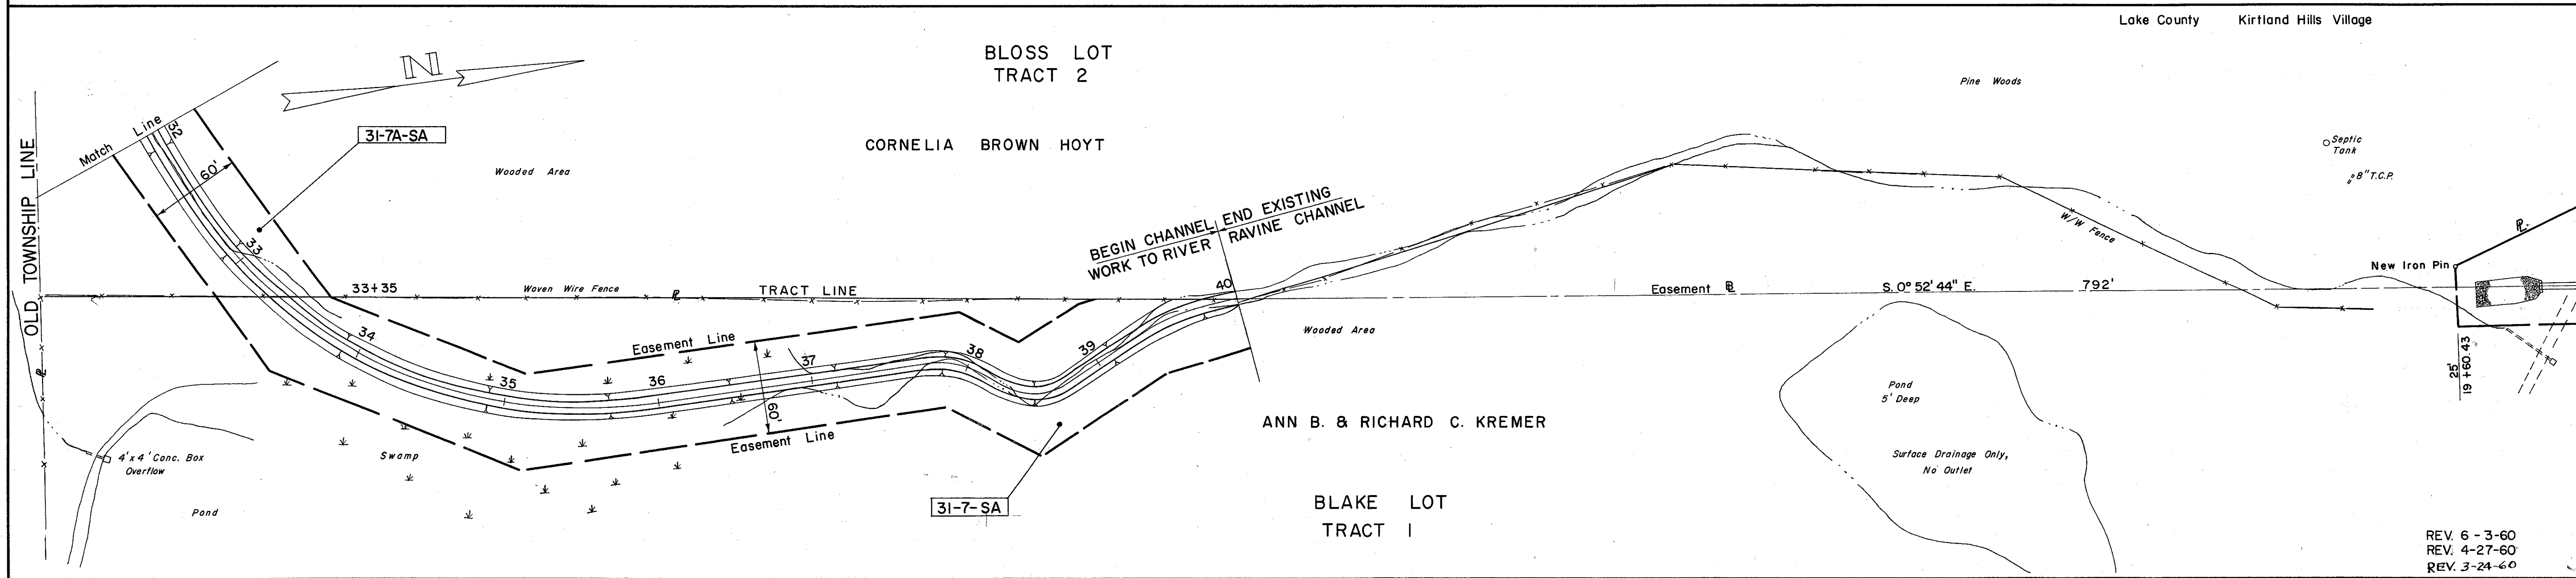 Lake County Kirtland Hills Village
BLOSS LOT
TRACT 2
CORNELIA BROWN HOYT
Pine Woods
Septic
Tank
8" T.C.P.
N
OLD TOWNSHIP LINE
Match Line
32
31-7A-SA
60'
Wooded Area
33
33+35
Woven Wire Fence
TRACT LINE
BEGIN CHANNEL
WORK TO RIVER
END EXISTING
RAVINE CHANNEL
40
W/W Fence
New Iron Pin
Easement
S. 0° 52' 44" E.
792'
Wooded Area
34
35
36
37
38
39
Easement Line
60'
Easement Line
25'
19 + 60.43
Pond
5' Deep
Surface Drainage Only,
No Outlet
ANN B. & RICHARD C. KREMER
4' x 4' Conc. Box
Overflow
Swamp
Pond
31-7-SA
BLAKE LOT
TRACT 1
REV. 6-3-60
REV. 4-27-60
REV. 3-24-60